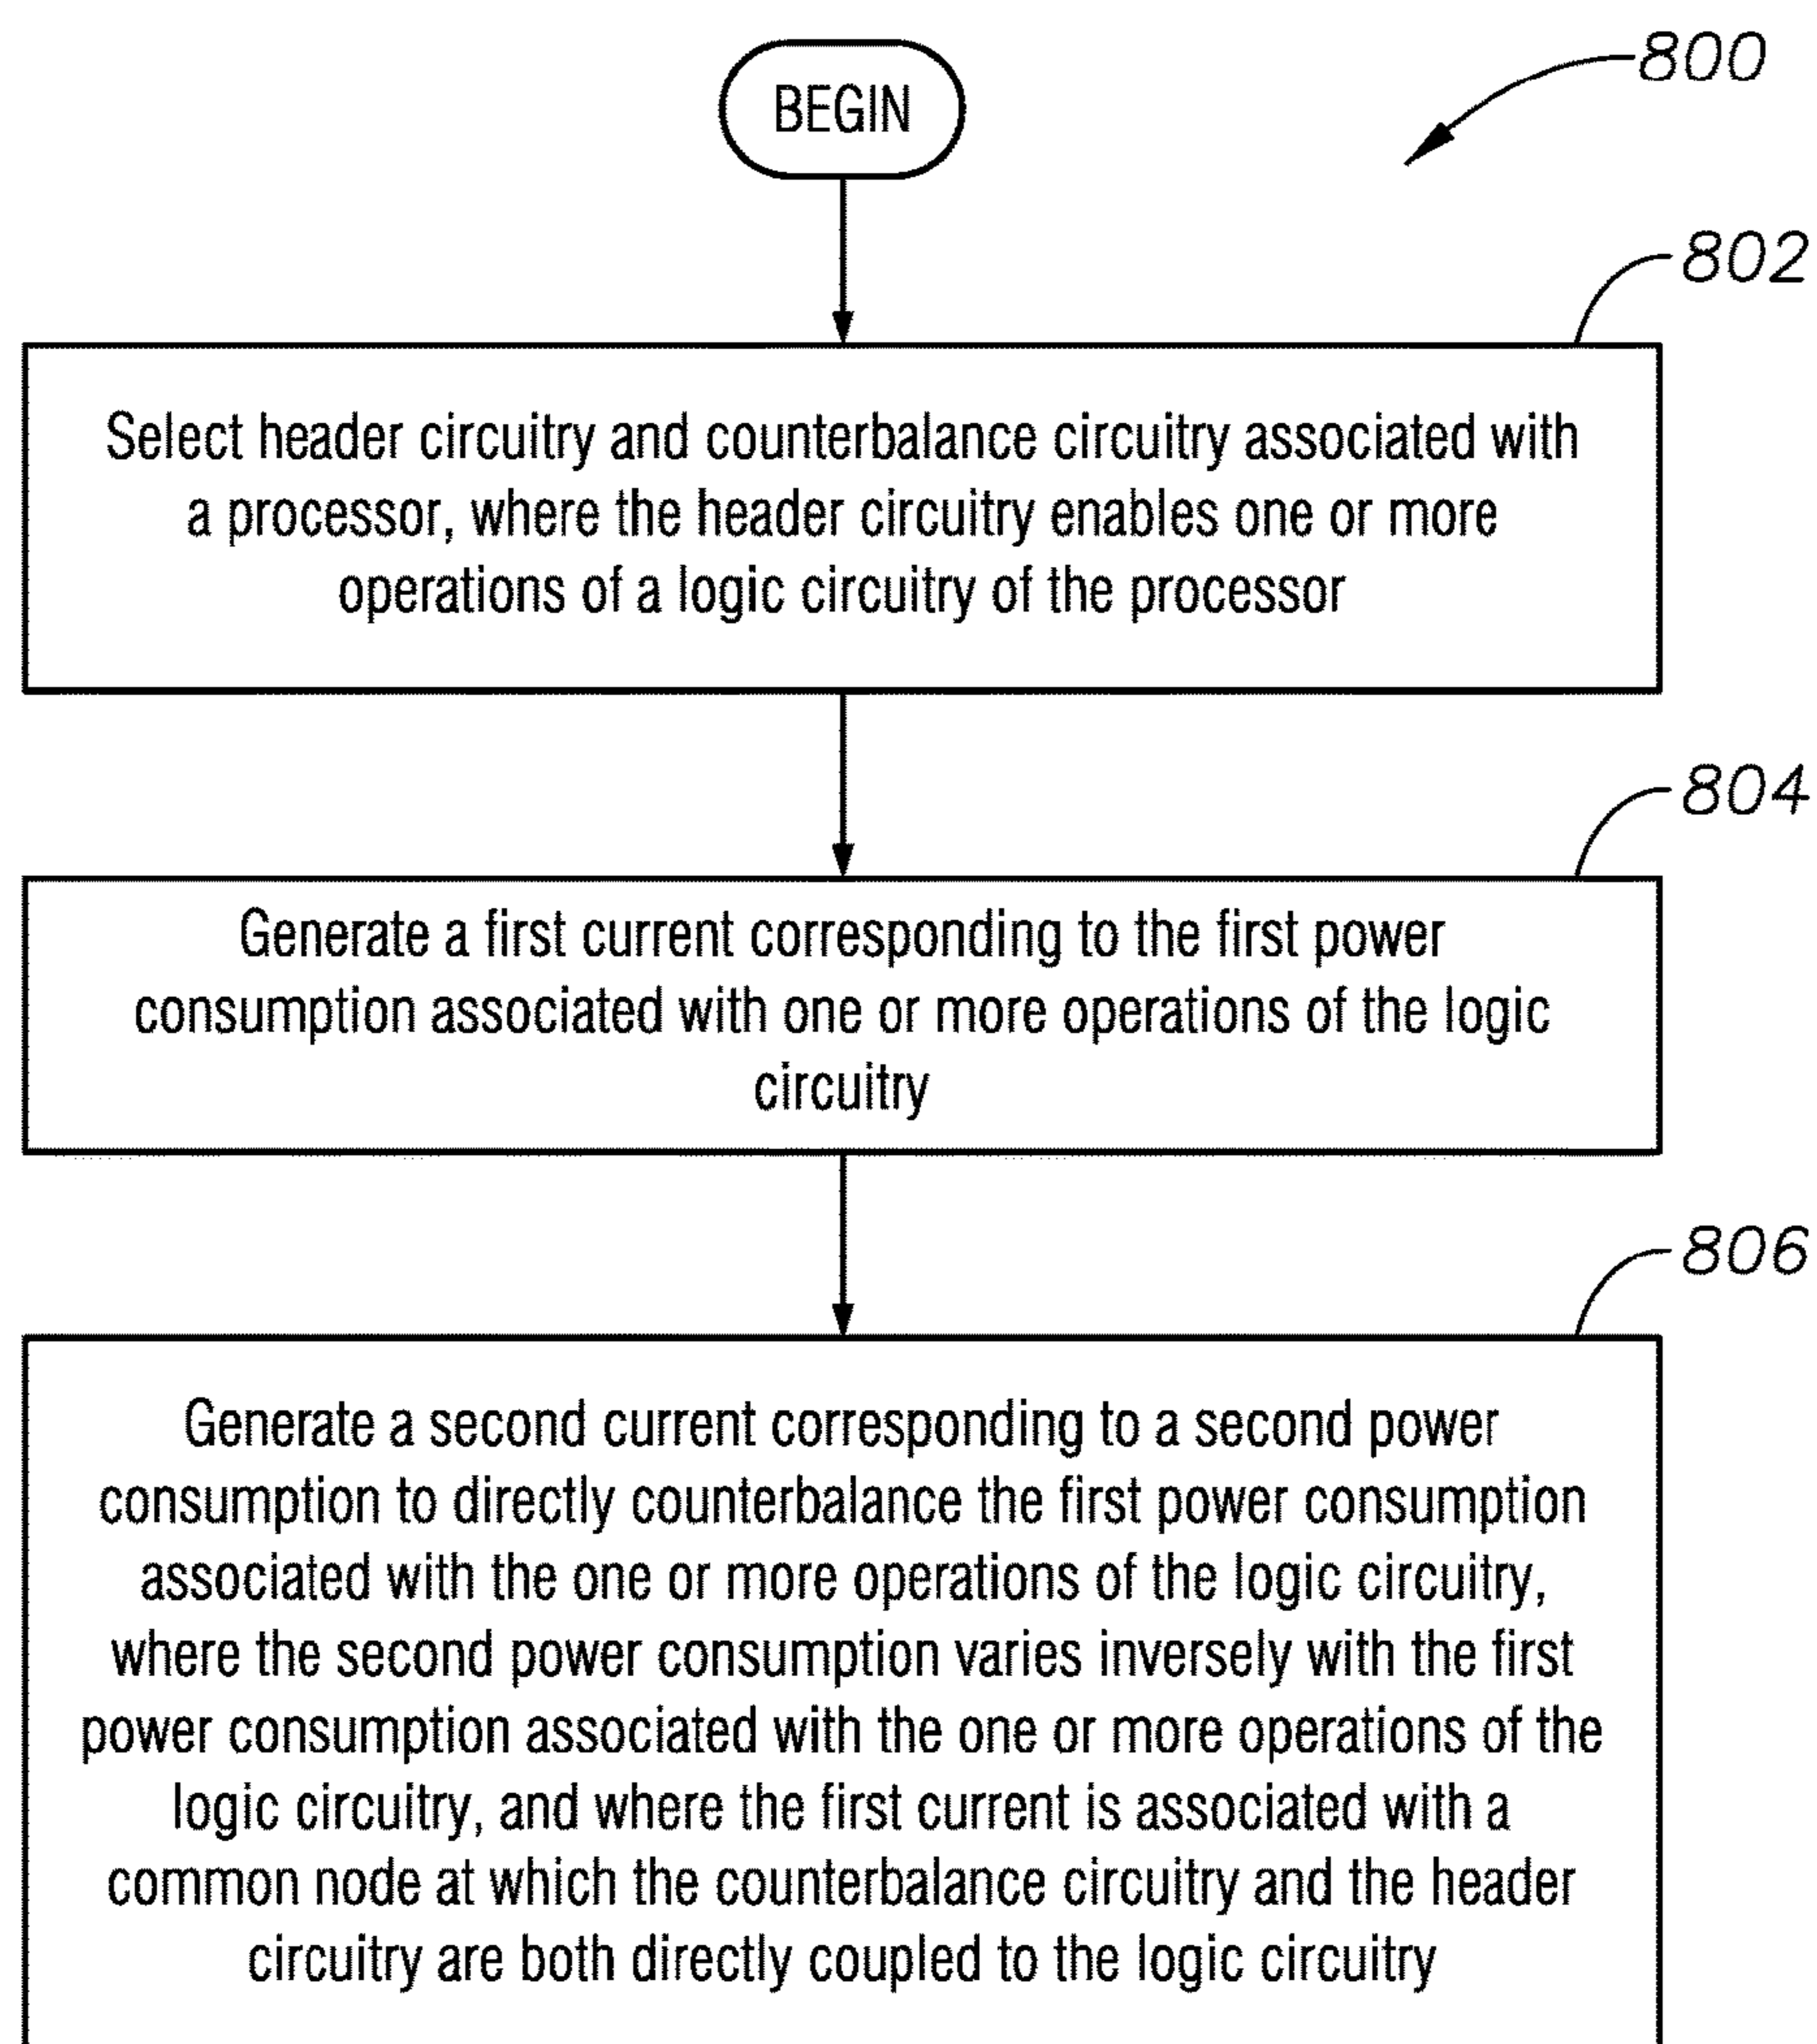 BEGIN
800
802
Select header circuitry and counterbalance circuitry associated with
a processor, where the header circuitry enables one or more
operations of a logic circuitry of the processor
804
Generate a first current corresponding to the first power
consumption associated with one or more operations of the logic
circuitry
806
Generate a second current corresponding to a second power
consumption to directly counterbalance the first power consumption
associated with the one or more operations of the logic circuitry,
where the second power consumption varies inversely with the first
power consumption associated with the one or more operations of the
logic circuitry, and where the first current is associated with a
common node at which the counterbalance circuitry and the header
circuitry are both directly coupled to the logic circuitry